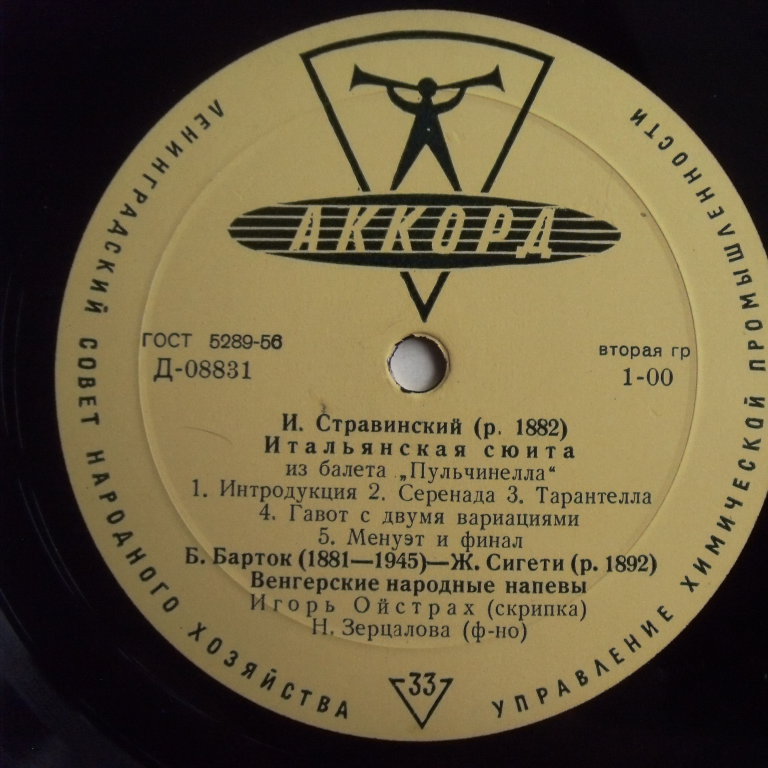 АККОРД
ЛЕНИНГРАДСКИЙ СОВЕТ НАРОДНОГО ХОЗЯЙСТВА
УПРАВЛЕНИЕ ХИМИЧЕСКОЙ ПРОМЫШЛЕННОСТИ
ГОСТ 5289-56
Д-08831
вторая гр
1-00
И. Стравинский (р. 1882)
Итальянская сюита
из балета „Пульчинелла“
1. Интродукция 2. Серенада 3. Тарантелла
4. Гавот с двумя вариациями
5. Менуэт и финал
Б. Барток (1881—1945)—Ж. Сигети (р. 1892)
Венгерские народные напевы
Игорь Ойстрах (скрипка)
Н. Зерцалова (ф-но)
33